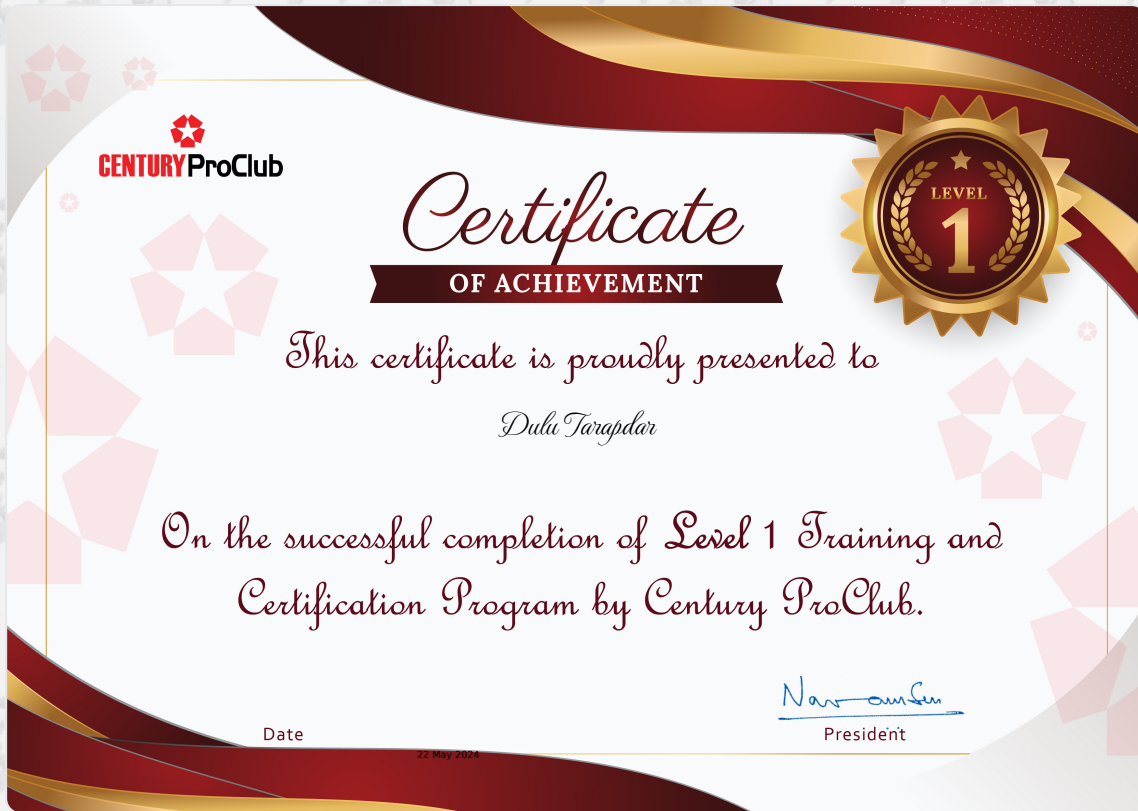 CENTURY ProClub
LEVEL
1
Certificate
OF ACHIEVEMENT
This certificate is proudly presented to
Dulu Tarapdar
On the successful completion of Level 1 Training and
Certification Program by Century ProClub.
Date
President
22 May 2024